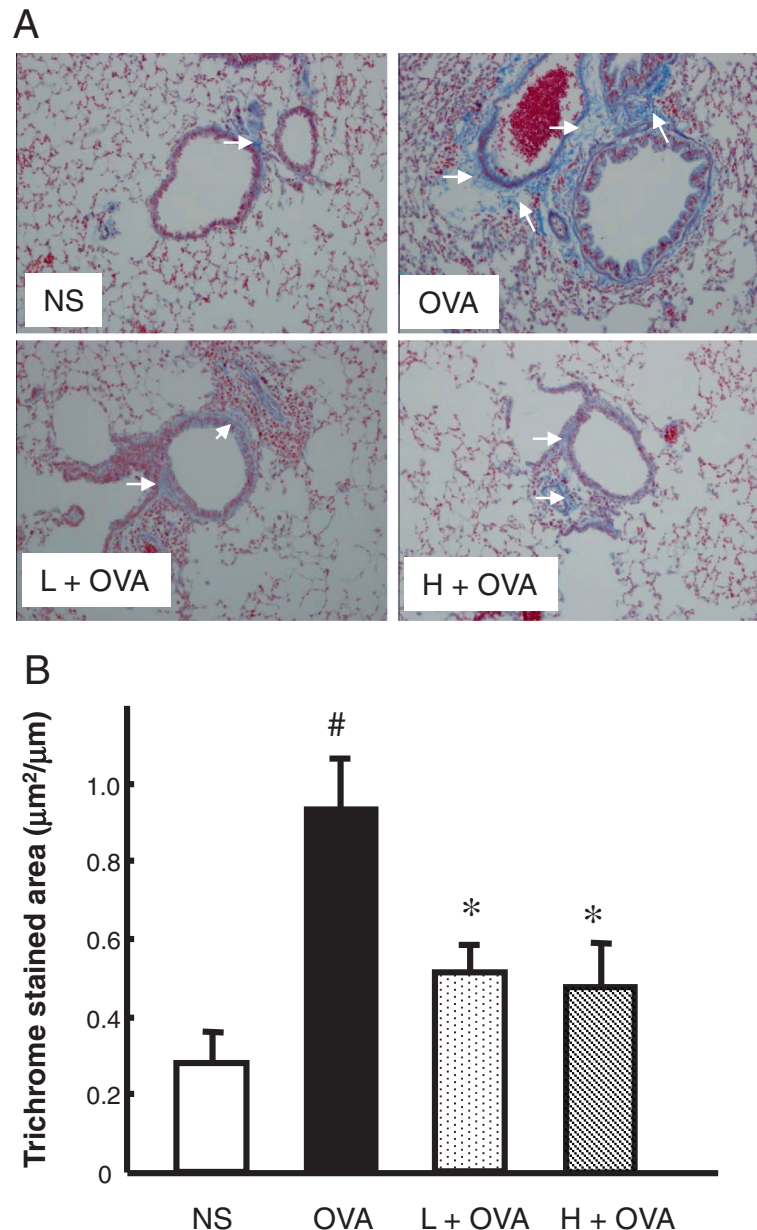 A
NS
OVA
L + OVA
H + OVA
B
Trichrome stained area (μm²/μm)
1.0
0.8
0.6
0.4
0.2
0
#
*
*
NS OVA L + OVA H + OVA